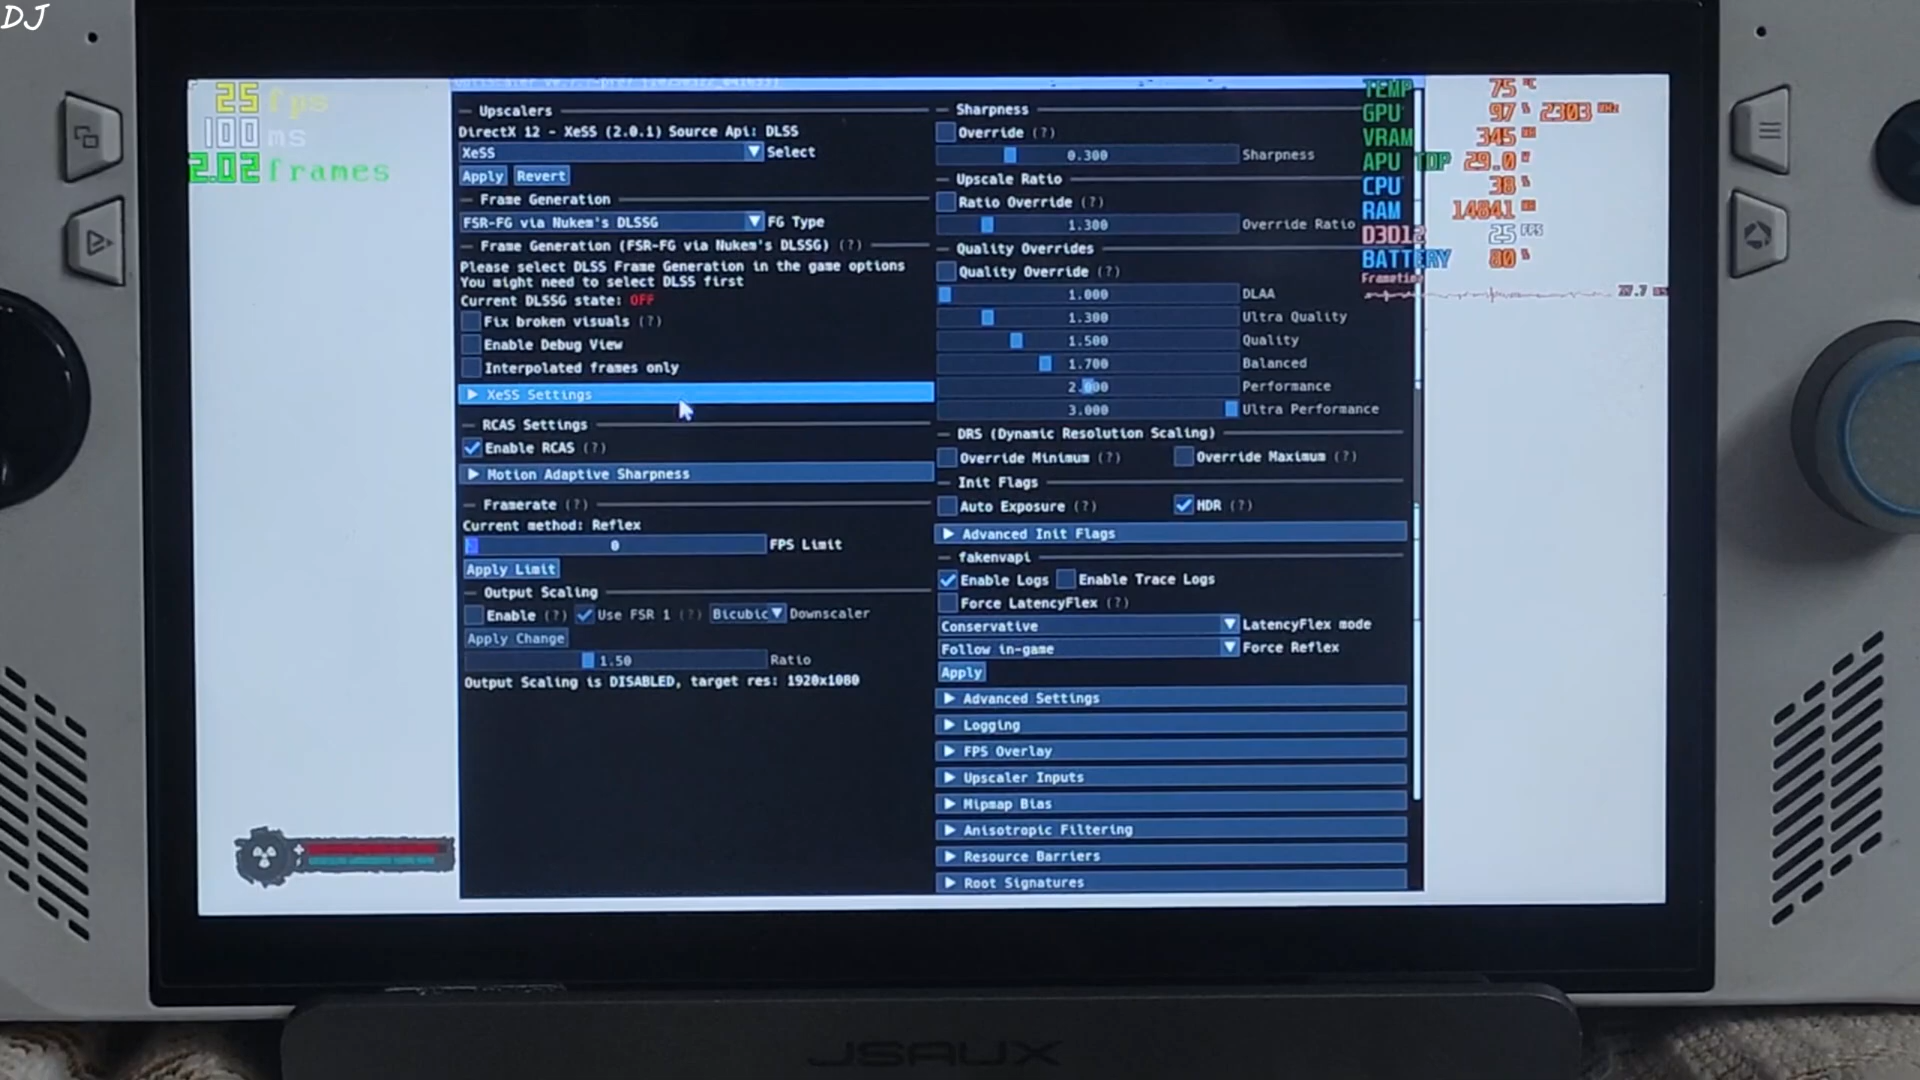 DJ
25 fps
100 ms
2.02 frames
Upscalers
DirectX 12 - XeSS (2.0.1) Source Api: DLSS
XeSS Select
Apply Revert
Frame Generation
FSR-FG via Nukem's DLSSG FG Type
Frame Generation (FSR-FG via Nukem's DLSSG) (?)
Please select DLSS Frame Generation in the game options
You might need to select DLSS first
Current DLSSG state: OFF
Fix broken visuals (?)
Enable Debug View
Interpolated frames only
XeSS Settings
RCAS Settings
Enable RCAS (?)
Motion Adaptive Sharpness
Framerate (?)
Current method: Reflex
0 FPS Limit
Apply Limit
Output Scaling
Enable (?) Use FSR 1 (?) Bicubic Downscaler
Apply Change
1.50 Ratio
Output Scaling is DISABLED, target res: 1920x1080
Sharpness
Override (?)
0.300 Sharpness
Upscale Ratio
Ratio Override (?)
1.300 Override Ratio
Quality Overrides
Quality Override (?)
1.000 DLAA
1.300 Ultra Quality
1.500 Quality
1.700 Balanced
2.000 Performance
3.000 Ultra Performance
DRS (Dynamic Resolution Scaling)
Override Minimum (?) Override Maximum (?)
Init Flags
Auto Exposure (?) HDR (?)
Advanced Init Flags
fakenvapi
Enable Logs Enable Trace Logs
Force LatencyFlex (?)
Conservative LatencyFlex mode
Follow in-game Force Reflex
Apply
Advanced Settings
Logging
FPS Overlay
Upscaler Inputs
Mipmap Bias
Anisotropic Filtering
Resource Barriers
Root Signatures
TEMP 75 °C
GPU 97 % 2303 MHz
VRAM 345 MB
APU TDP 29.0 W
CPU 38 %
RAM 14841 MB
D3D12 25 FPS
BATTERY 80 %
Frametime
27.7 ms
JSAUX